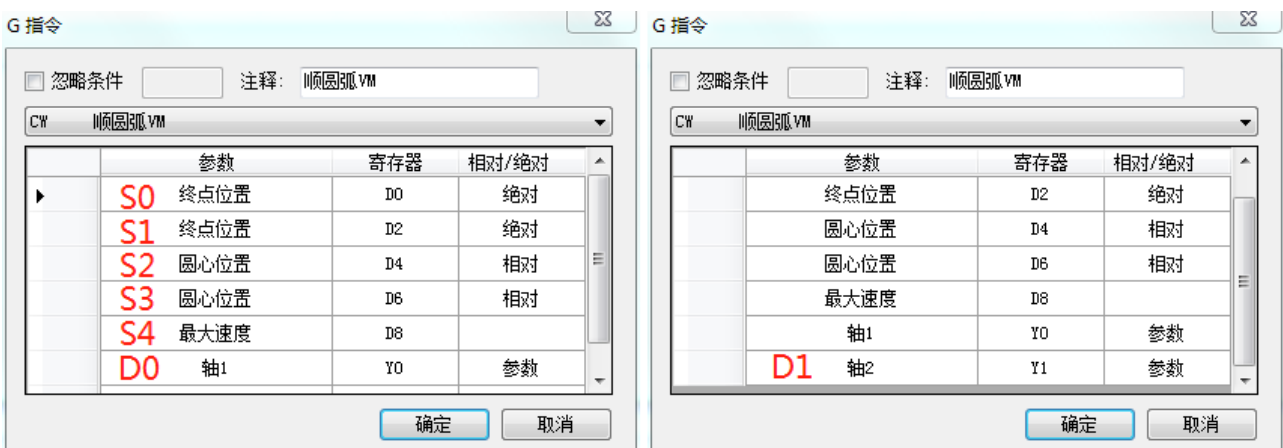 G 指令
忽略条件 注释: 顺圆弧VM
CW 顺圆弧VM
参数 寄存器 相对/绝对
S0 终点位置 D0 绝对
S1 终点位置 D2 绝对
S2 圆心位置 D4 相对
S3 圆心位置 D6 相对
S4 最大速度 D8
D0 轴1 Y0 参数
确定 取消
G 指令
忽略条件 注释: 顺圆弧VM
CW 顺圆弧VM
参数 寄存器 相对/绝对
终点位置 D2 绝对
圆心位置 D4 相对
圆心位置 D6 相对
最大速度 D8
轴1 Y0 参数
D1 轴2 Y1 参数
确定 取消